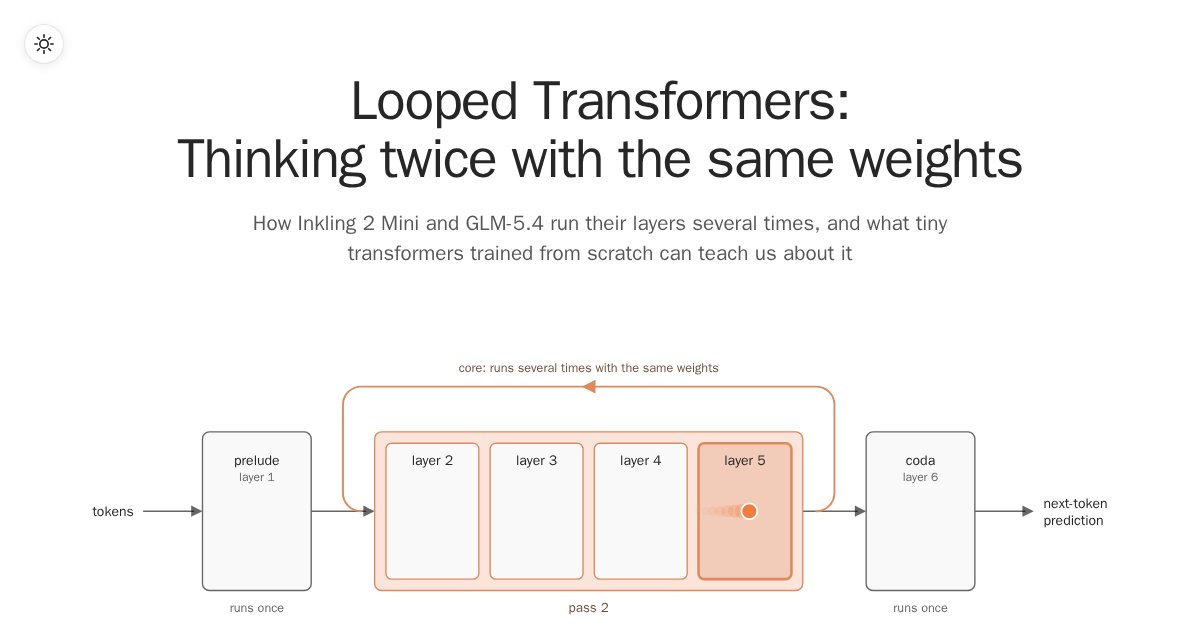 Looped Transformers:
Thinking twice with the same weights
How Inkling 2 Mini and GLM-5.4 run their layers several times, and what tiny
transformers trained from scratch can teach us about it
core: runs several times with the same weights
prelude
layer 1
layer 2
layer 3
layer 4
layer 5
coda
layer 6
tokens
next-token
prediction
runs once
pass 2
runs once